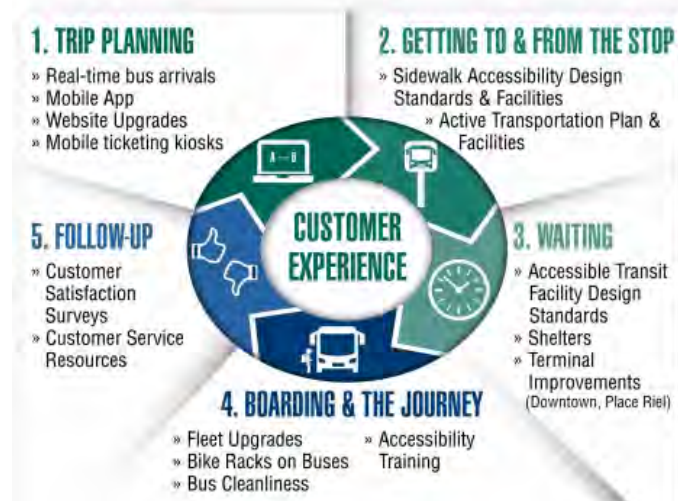 1. TRIP PLANNING
» Real-time bus arrivals
» Mobile App
» Website Upgrades
» Mobile ticketing kiosks
2. GETTING TO & FROM THE STOP
» Sidewalk Accessibility Design
Standards & Facilities
» Active Transportation Plan &
Facilities
A
B
CUSTOMER
EXPERIENCE
3. WAITING
» Accessible Transit
Facility Design
Standards
» Shelters
» Terminal
Improvements
(Downtown, Place Riel)
4. BOARDING & THE JOURNEY
» Fleet Upgrades
» Bike Racks on Buses
» Bus Cleanliness
» Accessibility
Training
5. FOLLOW-UP
» Customer
Satisfaction
Surveys
» Customer Service
Resources